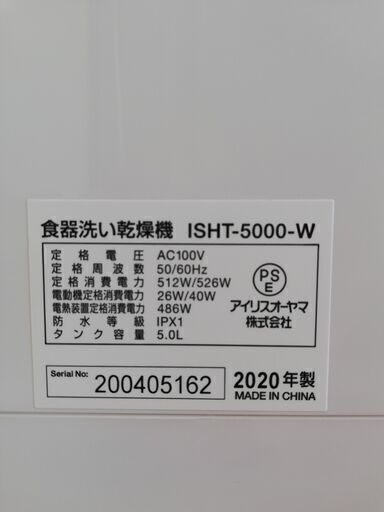 食器洗い乾燥機 ISHT-5000-W
定格電圧 AC100V
定格周波数 50/60Hz
定格消費電力 512W/526W
電動機定格消費電力 26W/40W
電熱装置定格消費電力 486W
防水等級 IPX1
タンク容量 5.0L
PS
E
アイリスオーヤマ
株式会社
Serial No: 200405162
2020年製
MADE IN CHINA